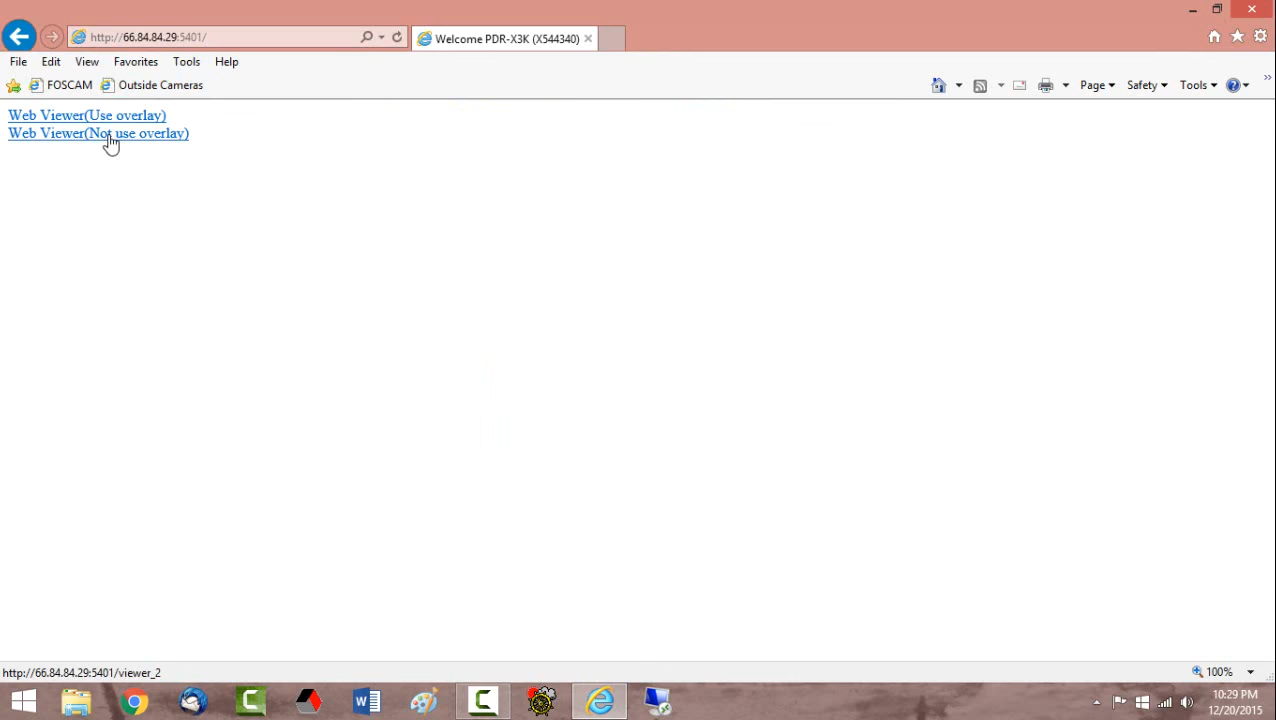 http://66.84.84.29:5401/
Welcome PDR-X3K (X544340)
File Edit View Favorites Tools Help
FOSCAM Outside Cameras
Page Safety Tools
Web Viewer(Use overlay)
Web Viewer(Not use overlay)
http://66.84.84.29:5401/viewer_2
100%
10:29 PM
12/20/2015